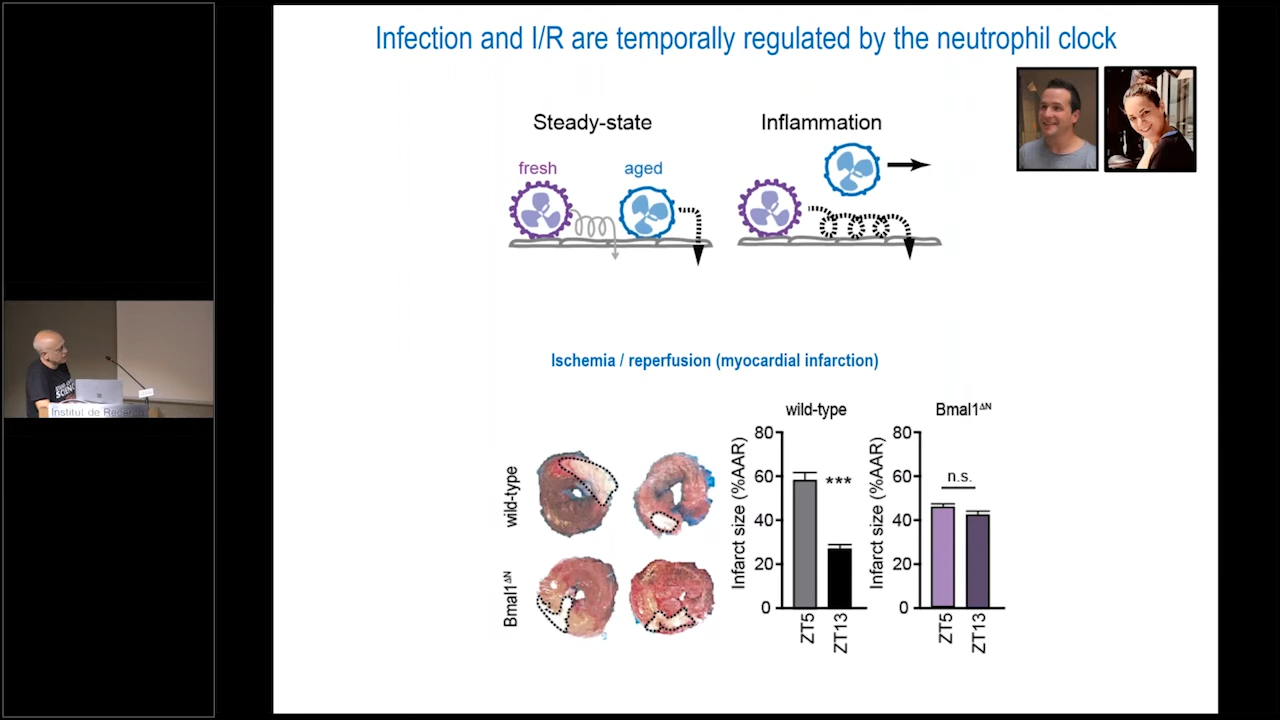 Infection and I/R are temporally regulated by the neutrophil clock
Steady-state
Inflammation
fresh
aged
Ischemia / reperfusion (myocardial infarction)
wild-type
Bmal1ΔN
wild-type
Bmal1ΔN
Infarct size (%AAR)
80
60
40
20
0
***
ZT5
ZT13
Infarct size (%AAR)
80
60
40
20
0
n.s.
ZT5
ZT13
SCIENCE
Institut de Recerca